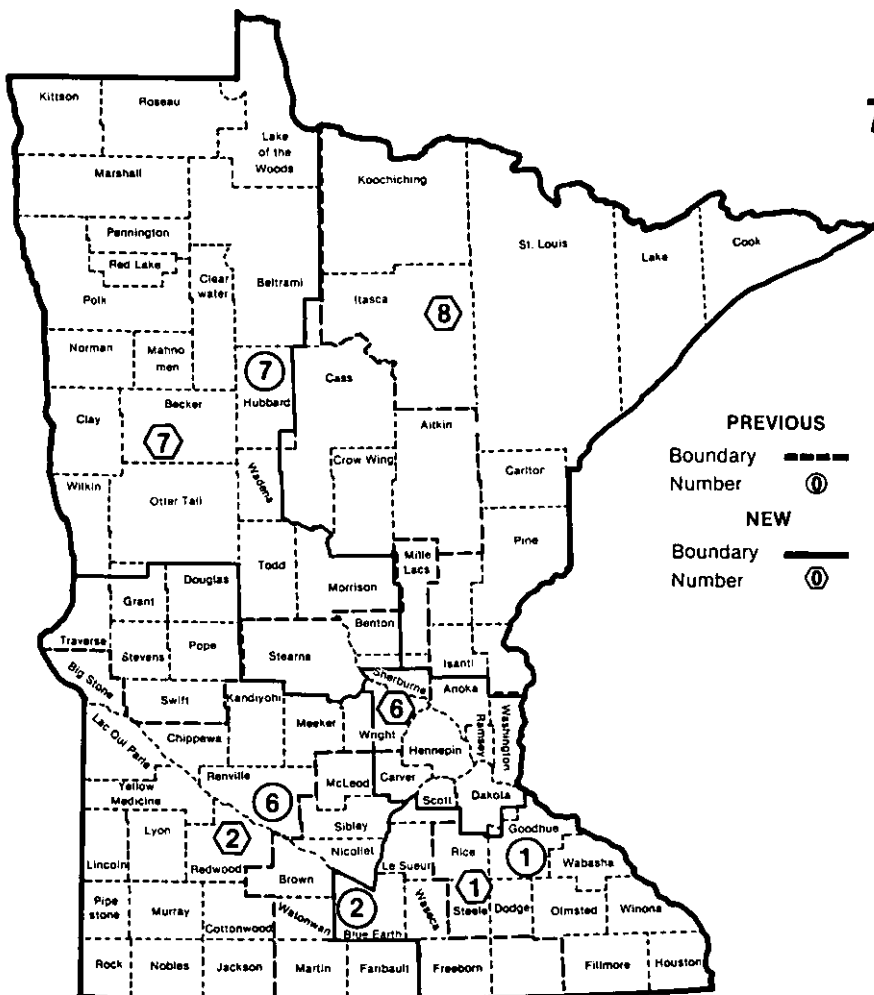 7
Kittson
Roseau
Lake
of the
Woods
Marshall
Koochiching
Pennington
Red Lake
St. Louis
Lake
Cook
Clear
water
Beltrami
Polk
Itasca
8
Norman
Mahno
men
7
Hubbard
Cass
Becker
Clay
7
Aitkin
Crow Wing
Wadena
Carltor
Wilkin
Otter Tail
PREVIOUS
Boundary
Number 0
NEW
Boundary
Number 0
Pine
Mille
Lacs
Todd
Morrison
Douglas
Grant
Benton
Traverse
Stevens
Pope
Stearns
Isanti
Sherburne
Anoka
Big Stone
Swift
Kandiyohi
6
Meeker
Wright
Hennepin
Ramsey
Washington
Lac Qui Parle
Chippewa
Renville
McLeod
Carver
Scott
Dakota
Yellow
Medicine
6
Sibley
Goodhue
Lyon
2
Nicollet
Le Sueur
Rice
1
Wabasha
Lincoln
Redwood
Brown
1
Pipe
stone
Murray
Cottonwood
Watonwan
2
Blue Earth
Waseca
Steele
Dodge
Olmsted
Winona
Rock
Nobles
Jackson
Martin
Faribault
Freeborn
Fillmore
Houston